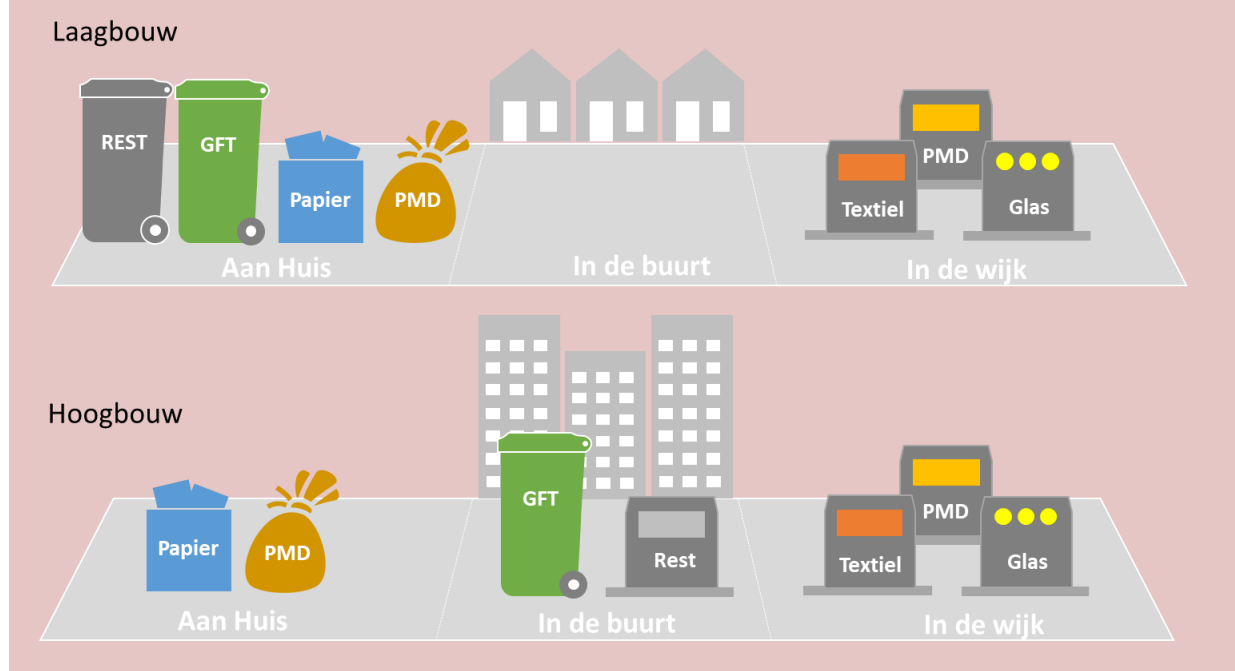 Laagbouw
REST
GFT
Papier
PMD
Textiel
PMD
Glas
Aan Huis
In de buurt
In de wijk
Hoogbouw
Papier
PMD
GFT
Rest
Textiel
PMD
Glas
Aan Huis
In de buurt
In de wijk